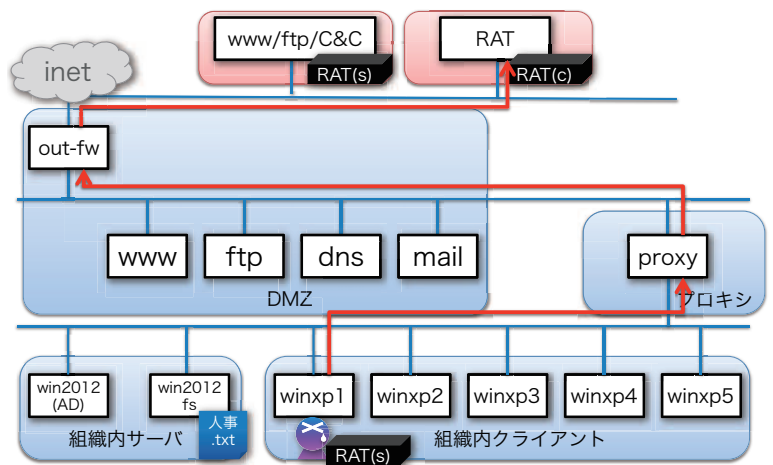 www/ftp/C&C
RAT
inet
RAT(s)
RAT(c)
out-fw
www
ftp
dns
mail
proxy
DMZ
プロキシ
win2012
(AD)
win2012
fs
winxp1
winxp2
winxp3
winxp4
winxp5
人事
.txt
組織内サーバ
組織内クライアント
RAT(s)